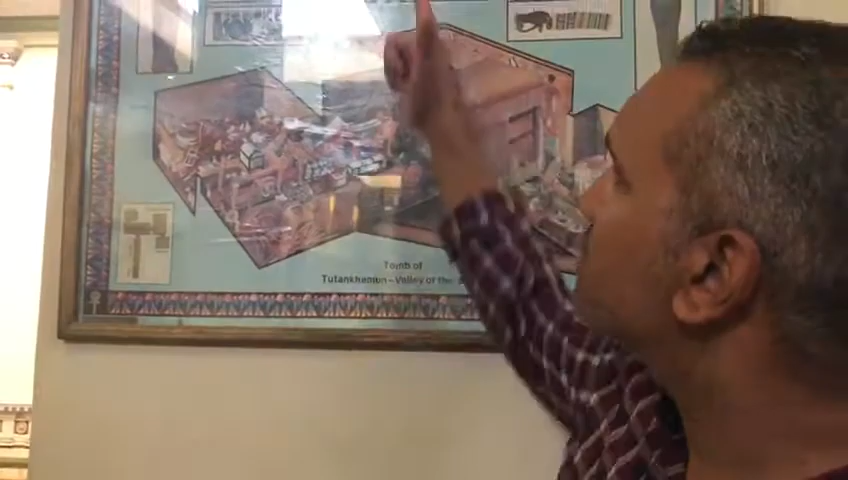 Tomb of
Tutankhamun - Valley of the